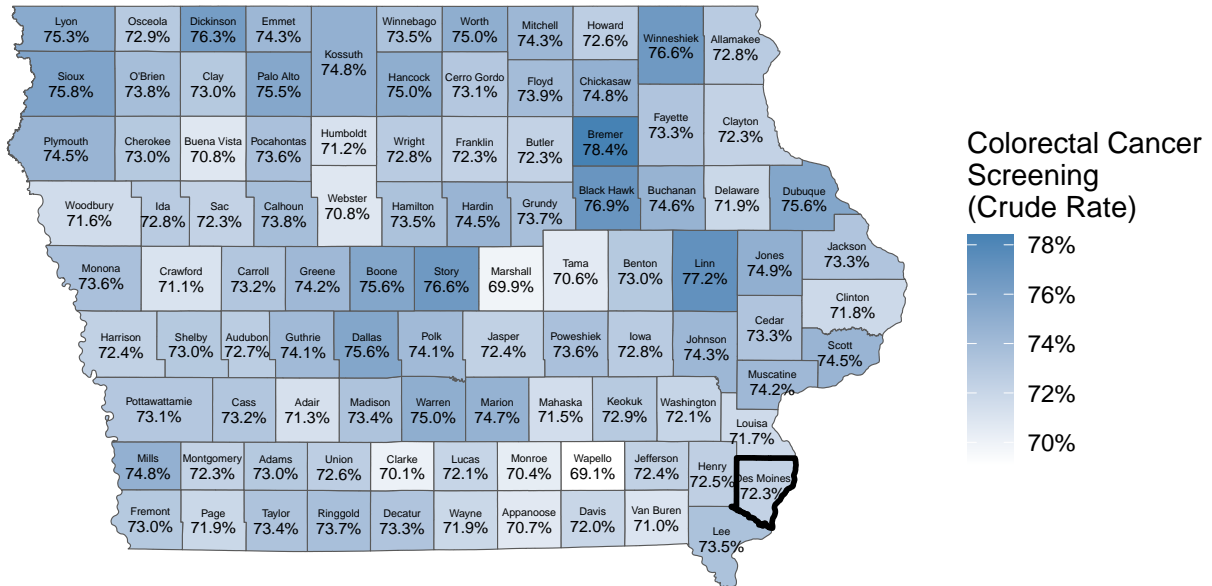 Lyon Osceola Dickinson Emmet Winnebago Worth Mitchell Howard Winneshiek Allamakee
75.3% 72.9% 76.3% 74.3% 73.5% 75.0% 74.3% 72.6% 76.6% 72.8%
Kossuth
74.8%
Sioux O'Brien Clay Palo Alto Hancock Cerro Gordo Floyd Chickasaw
75.8% 73.8% 73.0% 75.5% 75.0% 73.1% 73.9% 74.8%
Fayette Clayton
73.3% 72.3%
Plymouth Cherokee Buena Vista Pocahontas Humboldt Wright Franklin Butler Bremer
74.5% 73.0% 70.8% 73.6% 71.2% 72.8% 72.3% 72.3% 78.4%
Woodbury Ida Sac Calhoun Webster Hamilton Hardin Grundy Black Hawk Buchanan Delaware Dubuque
71.6% 72.8% 72.3% 73.8% 70.8% 73.5% 74.5% 73.7% 76.9% 74.6% 71.9% 75.6%
Monona Crawford Carroll Greene Boone Story Marshall Tama Benton Linn Jones Jackson
73.6% 71.1% 73.2% 74.2% 75.6% 76.6% 69.9% 70.6% 73.0% 77.2% 74.9% 73.3%
Clinton
71.8%
Harrison Shelby Audubon Guthrie Dallas Polk Jasper Poweshiek Iowa Johnson Cedar Scott
72.4% 73.0% 72.7% 74.1% 75.6% 74.1% 72.4% 73.6% 72.8% 74.3% 73.3% 74.5%
Muscatine
74.2%
Pottawattamie Cass Adair Madison Warren Marion Mahaska Keokuk Washington Louisa
73.1% 73.2% 71.3% 73.4% 75.0% 74.7% 71.5% 72.9% 72.1% 71.7%
Mills Montgomery Adams Union Clarke Lucas Monroe Wapello Jefferson Henry Des Moines
74.8% 72.3% 73.0% 72.6% 70.1% 72.1% 70.4% 69.1% 72.4% 72.5% 72.3%
Fremont Page Taylor Ringgold Decatur Wayne Appanoose Davis Van Buren Lee
73.0% 71.9% 73.4% 73.7% 73.3% 71.9% 70.7% 72.0% 71.0% 73.5%
Colorectal Cancer
Screening
(Crude Rate)
78%
76%
74%
72%
70%